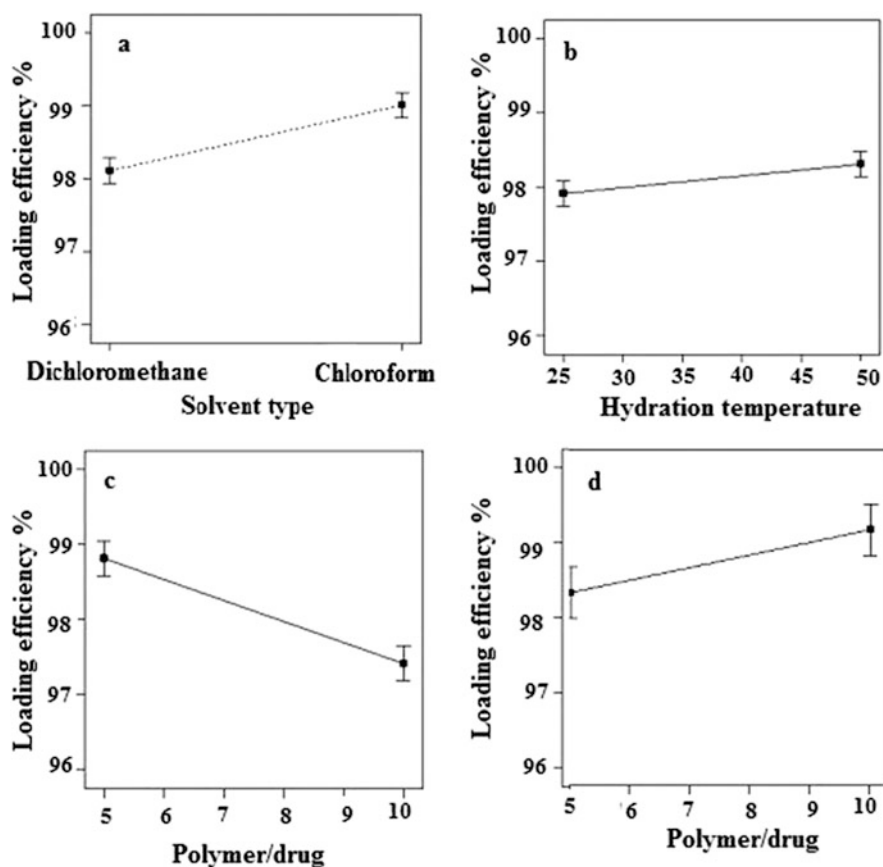 a
Loading efficiency %
100
99
98
97
96
Dichloromethane
Chloroform
Solvent type
b
Loading efficiency %
100
99
98
97
96
25 30 35 40 45 50
Hydration temperature
c
Loading efficiency %
100
99
98
97
96
5 6 7 8 9 10
Polymer/drug
d
Loading efficiency %
100
99
98
97
96
5 6 7 8 9 10
Polymer/drug